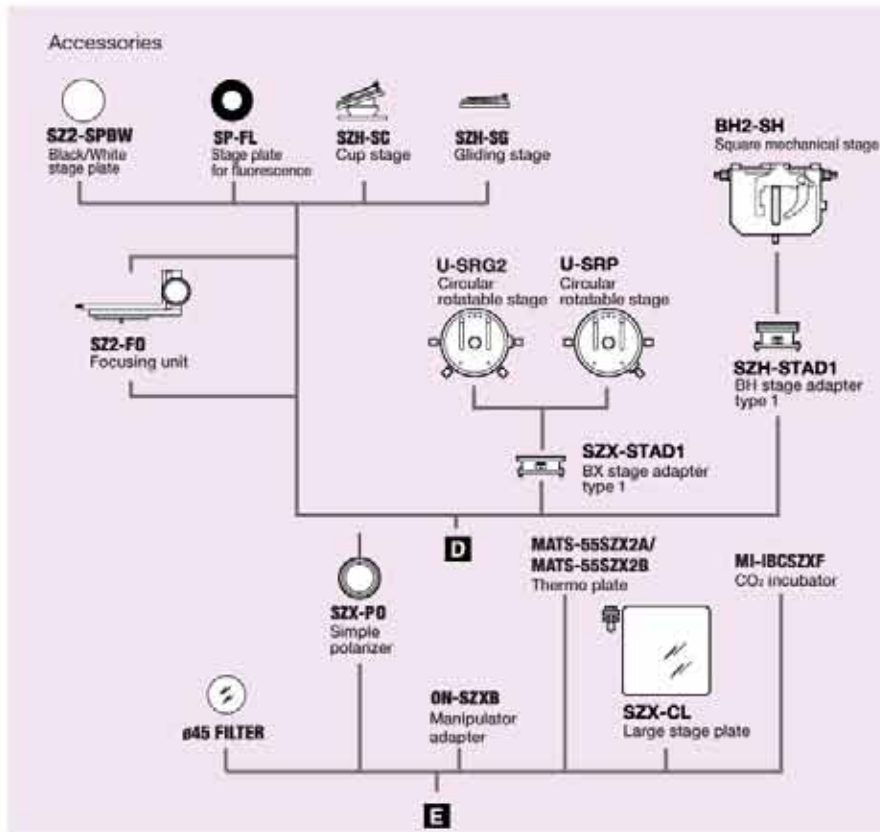 Accessories
SZ2-SPBW
Black/White
stage plate
SP-FL
Stage plate
for fluorescence
SZH-SC
Cup stage
SZH-SG
Gliding stage
BH2-SH
Square mechanical stage
SZ2-FO
Focusing unit
U-SRG2
Circular
rotatable stage
U-SRP
Circular
rotatable stage
SZH-STAD1
BH stage adapter
type 1
SZX-STAD1
BX stage adapter
type 1
D
SZX-PO
Simple
polarizer
MATS-55SZX2A/
MATS-55SZX2B
Thermo plate
MI-IBCSZXF
CO₂ incubator
ø45 FILTER
ON-SZXB
Manipulator
adapter
SZX-CL
Large stage plate
E